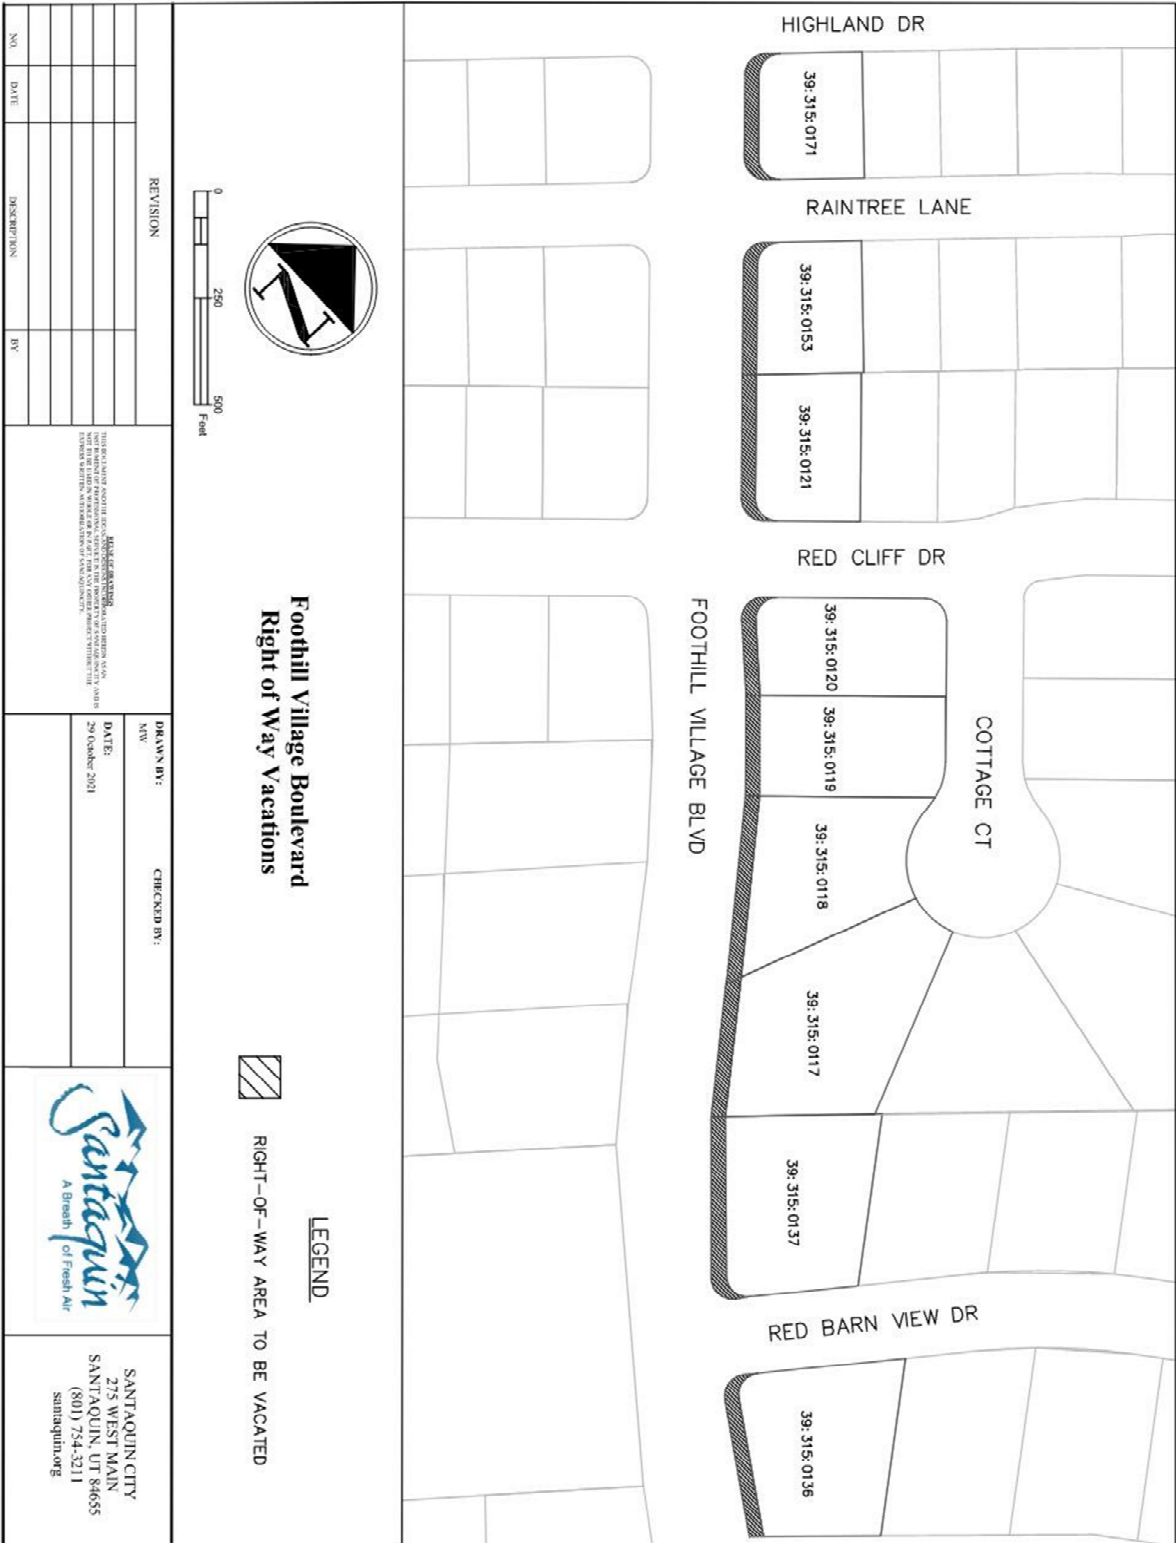 HIGHLAND DR
39:315:0171
RAINTREE LANE
39:315:0153
39:315:0121
RED CLIFF DR
39:315:0120
39:315:0119
COTTAGE CT
39:315:0118
39:315:0117
FOOTHILL VILLAGE BLVD
39:315:0137
RED BARN VIEW DR
39:315:0136
0
250
500
Feet
Foothill Village Boulevard
Right of Way Vacations
LEGEND
RIGHT-OF-WAY AREA TO BE VACATED
REVISION
NO.
DATE
DESCRIPTION
BY
REUSE OF DRAWINGS
DRAWN BY:
MW
CHECKED BY:
DATE:
29 October 2021
Santaquin
A Breath of Fresh Air
SANTAQUIN CITY
275 WEST MAIN
SANTAQUIN, UT 84655
(801) 754-3211
santaquin.org